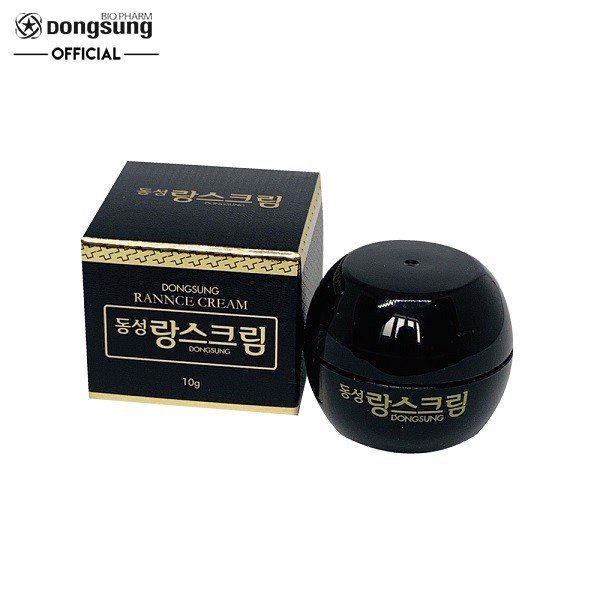 BIO PHARM
Dongsung
OFFICIAL
동성 랑스크림
DONGSUNG
DONGSUNG
RANNCE CREAM
동성 랑스크림
DONGSUNG
10g
동성 랑스크림
DONGSUNG